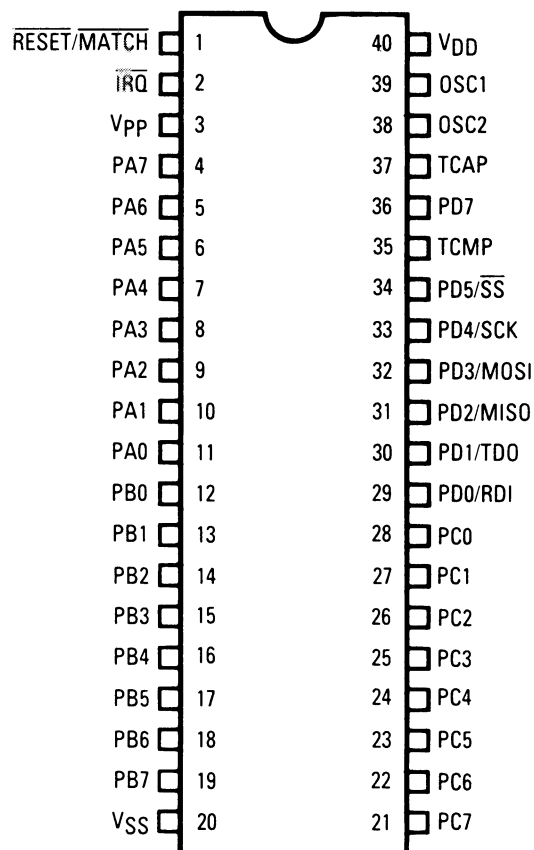 RESET/MATCH 1 40 VDD
IRQ 2 39 OSC1
VPP 3 38 OSC2
PA7 4 37 TCAP
PA6 5 36 PD7
PA5 6 35 TCMP
PA4 7 34 PD5/SS
PA3 8 33 PD4/SCK
PA2 9 32 PD3/MOSI
PA1 10 31 PD2/MISO
PA0 11 30 PD1/TDO
PB0 12 29 PD0/RDI
PB1 13 28 PC0
PB2 14 27 PC1
PB3 15 26 PC2
PB4 16 25 PC3
PB5 17 24 PC4
PB6 18 23 PC5
PB7 19 22 PC6
VSS 20 21 PC7